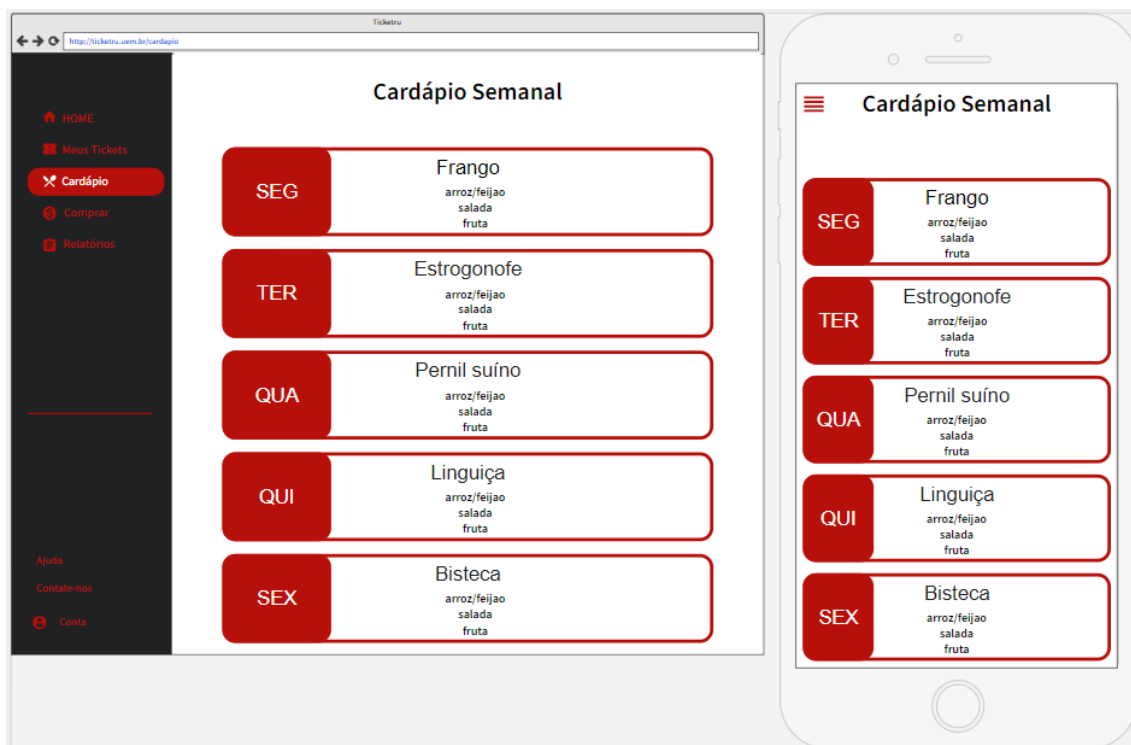 Ticketru
http://ticketru.uem.br/cardapio
HOME
Meus Tickets
Cardápio
Comprar
Relatórios
Ajuda
Contate-nos
Conta
Cardápio Semanal
SEG
Frango
arroz/feijao
salada
fruta
TER
Estrogonofe
arroz/feijao
salada
fruta
QUA
Pernil suíno
arroz/feijao
salada
fruta
QUI
Linguiça
arroz/feijao
salada
fruta
SEX
Bisteca
arroz/feijao
salada
fruta
Cardápio Semanal
SEG
Frango
arroz/feijao
salada
fruta
TER
Estrogonofe
arroz/feijao
salada
fruta
QUA
Pernil suíno
arroz/feijao
salada
fruta
QUI
Linguiça
arroz/feijao
salada
fruta
SEX
Bisteca
arroz/feijao
salada
fruta